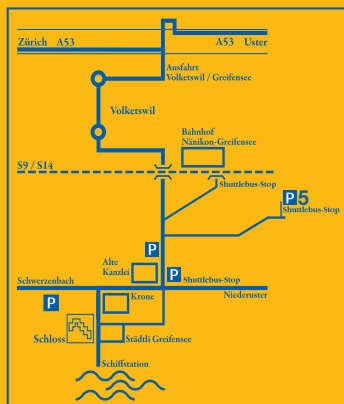 Zürich A53
A53 Uster
Ausfahrt
Volketswil / Greifensee
Volketswil
Bahnhof
Nänikon-Greifensee
S9 / S14
Shuttlebus-Stop
P5
Shuttlebus-Stop
P
Alte
Kanzlei
P
Shuttlebus-Stop
Schwerzenbach
Niederuster
P
Krone
Schloss
Städtli Greifensee
Schiffstation